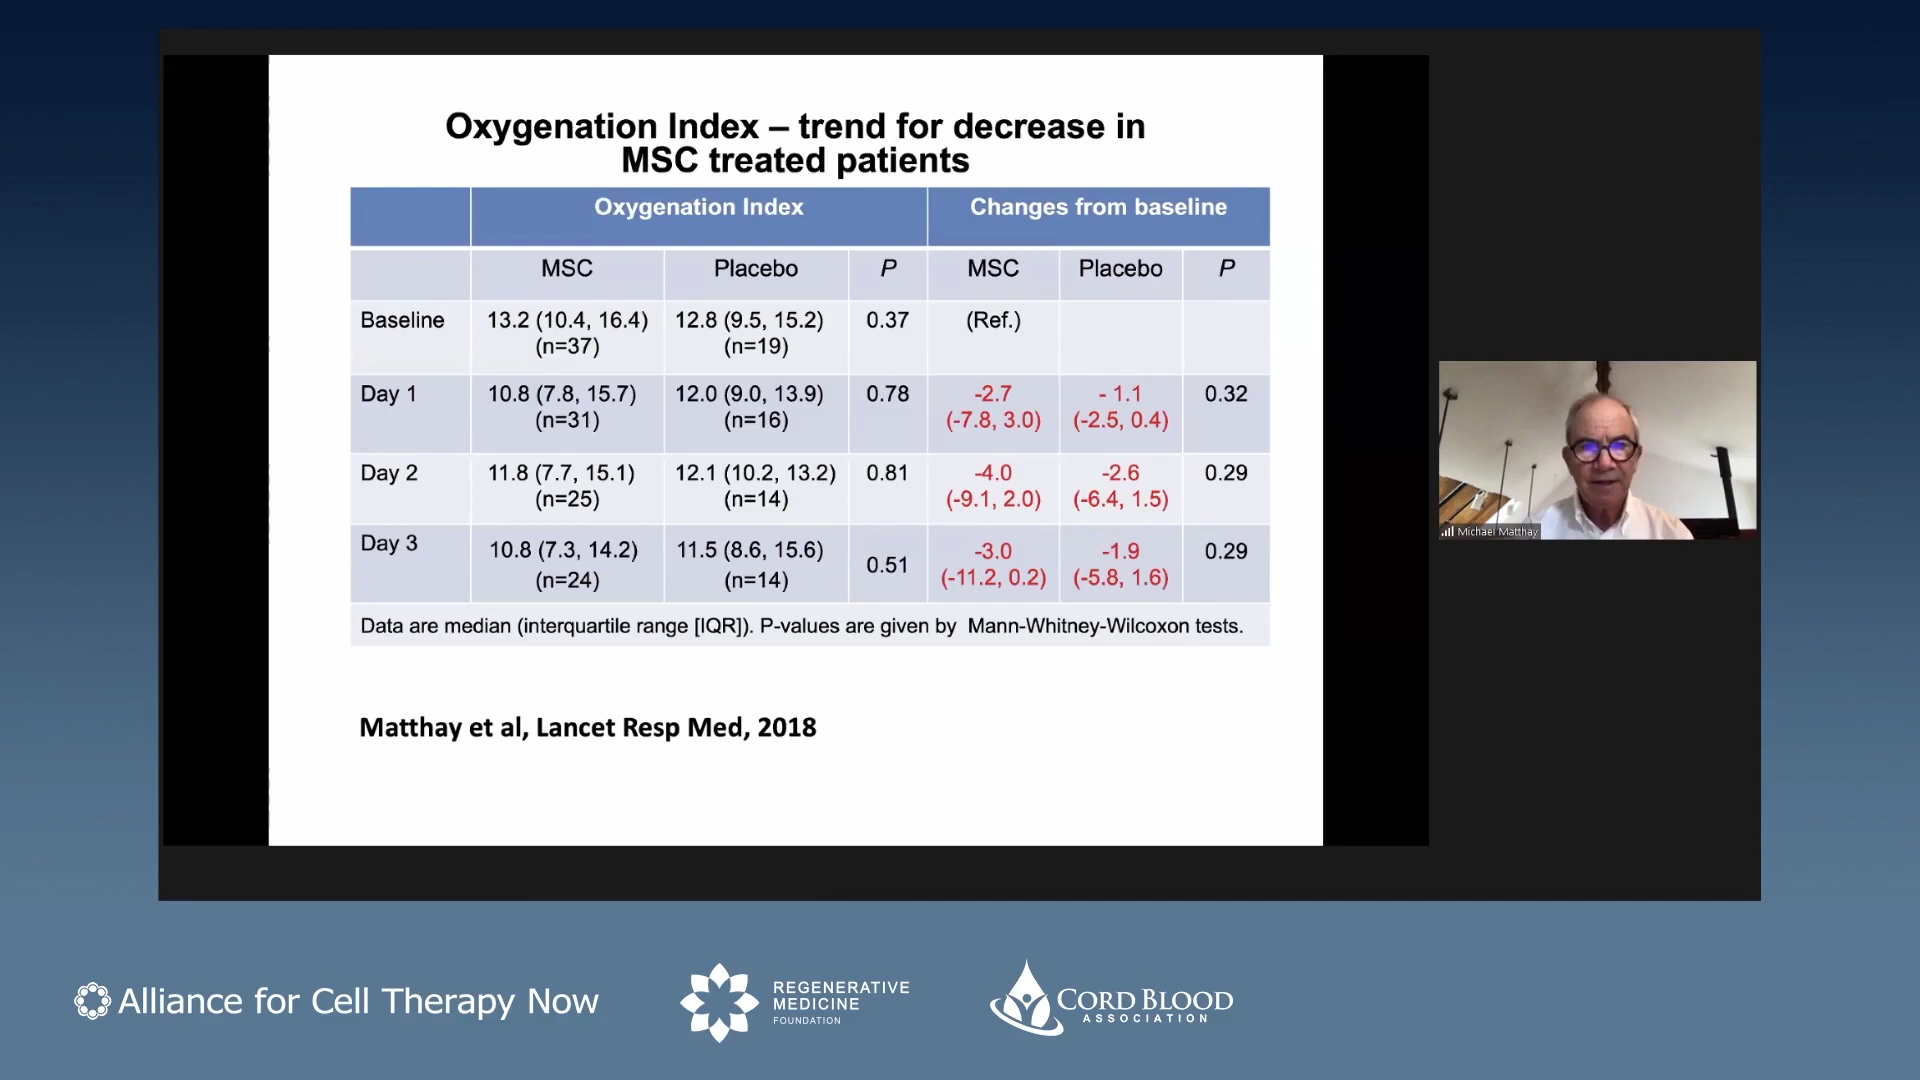 Oxygenation Index – trend for decrease in
MSC treated patients
Oxygenation Index Changes from baseline
MSC Placebo P MSC Placebo P
Baseline 13.2 (10.4, 16.4) (n=37) 12.8 (9.5, 15.2) (n=19) 0.37 (Ref.)
Day 1 10.8 (7.8, 15.7) (n=31) 12.0 (9.0, 13.9) (n=16) 0.78 -2.7 (-7.8, 3.0) - 1.1 (-2.5, 0.4) 0.32
Day 2 11.8 (7.7, 15.1) (n=25) 12.1 (10.2, 13.2) (n=14) 0.81 -4.0 (-9.1, 2.0) -2.6 (-6.4, 1.5) 0.29
Day 3 10.8 (7.3, 14.2) (n=24) 11.5 (8.6, 15.6) (n=14) 0.51 -3.0 (-11.2, 0.2) -1.9 (-5.8, 1.6) 0.29
Data are median (interquartile range [IQR]). P-values are given by Mann-Whitney-Wilcoxon tests.
Matthay et al, Lancet Resp Med, 2018
Michael Matthay
Alliance for Cell Therapy Now
REGENERATIVE
MEDICINE
FOUNDATION
CORD BLOOD
ASSOCIATION